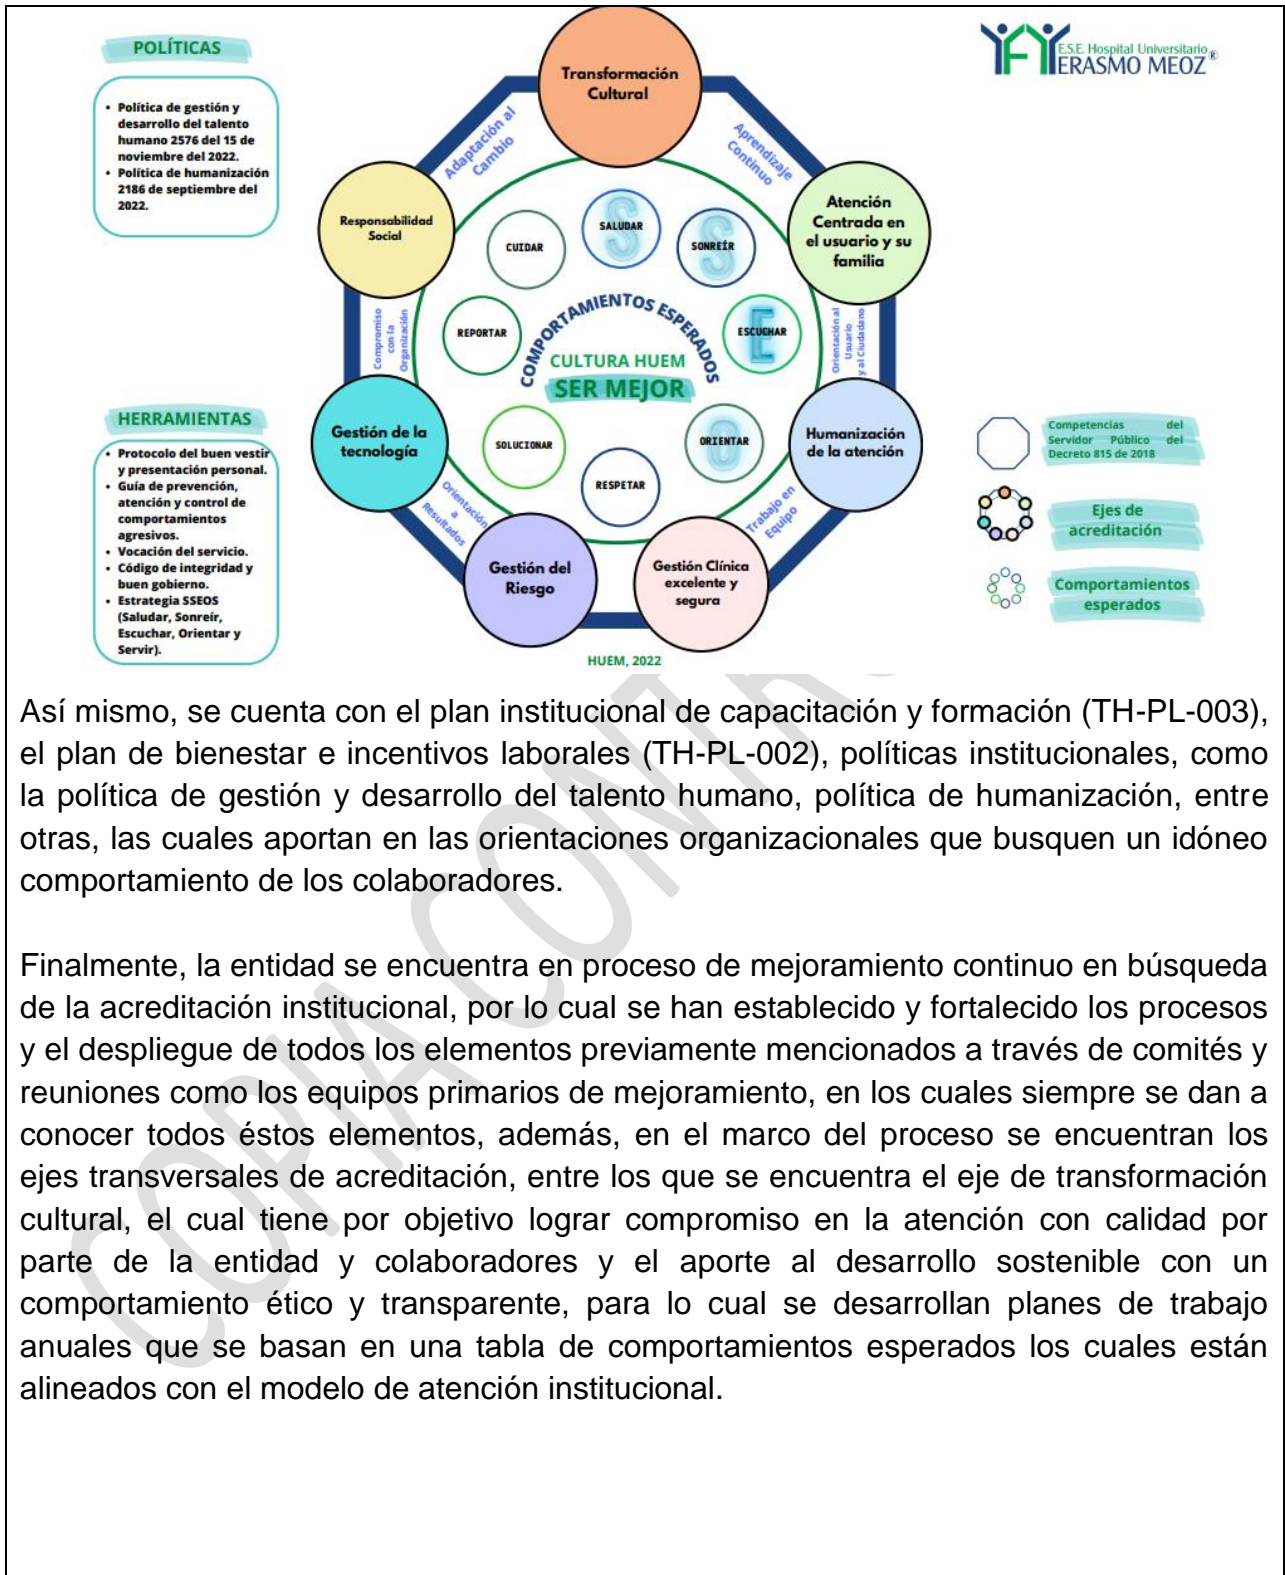 POLÍTICAS
• Política de gestión y
desarrollo del talento
humano 2576 del 15 de
noviembre del 2022.
• Política de humanización
2186 de septiembre del
2022.
HERRAMIENTAS
• Protocolo del buen vestir
y presentación personal.
• Guía de prevención,
atención y control de
comportamientos
agresivos.
• Vocación del servicio.
• Código de integridad y
buen gobierno.
• Estrategia SSEOS
(Saludar, Sonreír,
Escuchar, Orientar y
Servir).
Transformación
Cultural
Aprendizaje
Continuo
Atención
Centrada en
el usuario y su
familia
Orientación al
Usuario
y al Ciudadano
Humanización
de la atención
Trabajo en
Equipo
Gestión Clínica
excelente y
segura
Gestión del
Riesgo
Orientación
a
Resultados
Gestión de la
tecnología
Compromiso
con la
Organización
Responsabilidad
Social
Adaptación al
Cambio
S
SALUDAR
S
SONREÍR
E
ESCUCHAR
O
ORIENTAR
RESPETAR
SOLUCIONAR
REPORTAR
CUIDAR
COMPORTAMIENTOS ESPERADOS
CULTURA HUEM
SER MEJOR
HUEM, 2022
E.S.E. Hospital Universitario
ERASMO MEOZ ®
Competencias del
Servidor Público del
Decreto 815 de 2018
Ejes de
acreditación
Comportamientos
esperados
Así mismo, se cuenta con el plan institucional de capacitación y formación (TH-PL-003),
el plan de bienestar e incentivos laborales (TH-PL-002), políticas institucionales, como
la política de gestión y desarrollo del talento humano, política de humanización, entre
otras, las cuales aportan en las orientaciones organizacionales que busquen un idóneo
comportamiento de los colaboradores.
Finalmente, la entidad se encuentra en proceso de mejoramiento continuo en búsqueda
de la acreditación institucional, por lo cual se han establecido y fortalecido los procesos
y el despliegue de todos los elementos previamente mencionados a través de comités y
reuniones como los equipos primarios de mejoramiento, en los cuales siempre se dan a
conocer todos éstos elementos, además, en el marco del proceso se encuentran los
ejes transversales de acreditación, entre los que se encuentra el eje de transformación
cultural, el cual tiene por objetivo lograr compromiso en la atención con calidad por
parte de la entidad y colaboradores y el aporte al desarrollo sostenible con un
comportamiento ético y transparente, para lo cual se desarrollan planes de trabajo
anuales que se basan en una tabla de comportamientos esperados los cuales están
alineados con el modelo de atención institucional.
COPIA CONTR